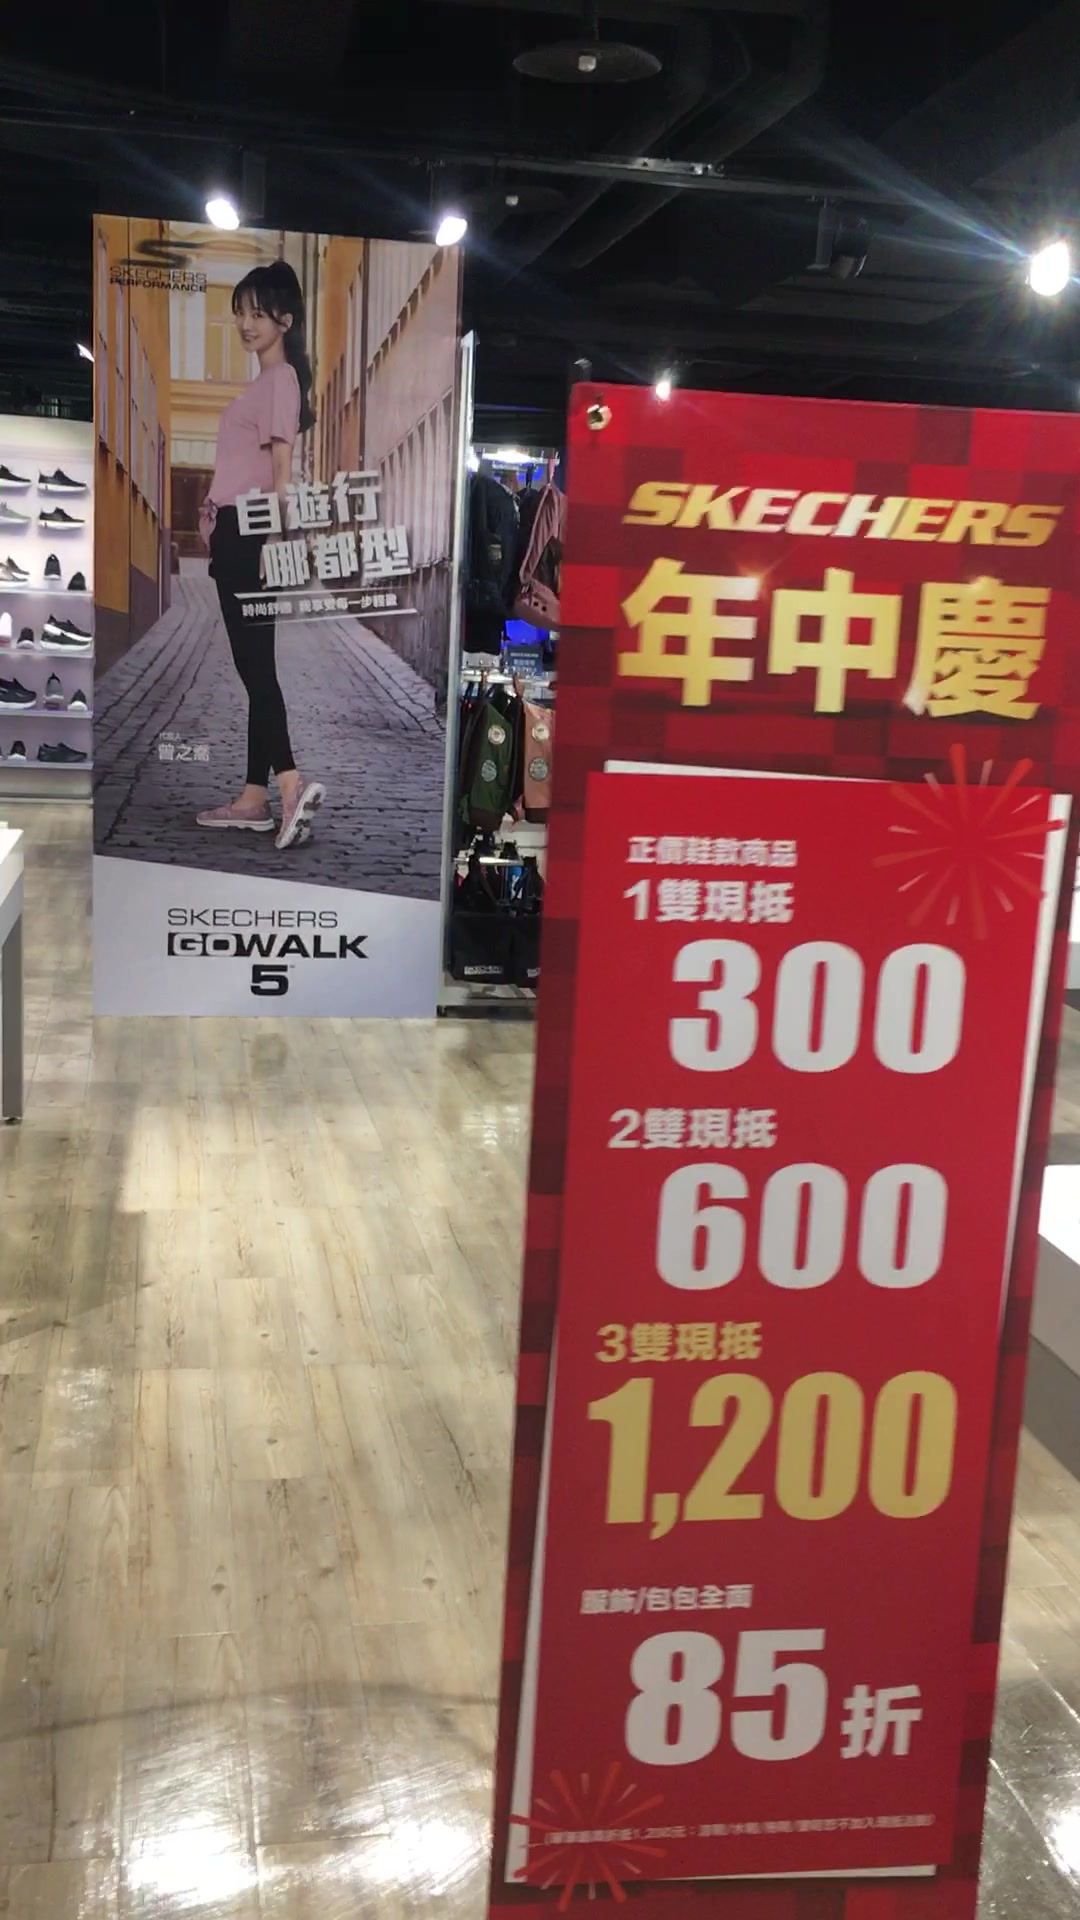 SKECHERS
PERFORMANCE
自遊行
哪都型
時尚舒適 我享受每一步輕盈
代言人
曾之喬
SKECHERS
GOWALK
5
SKECHERS
年中慶
正價鞋款商品
1雙現抵
300
2雙現抵
600
3雙現抵
1,200
服飾/包包全面
85折